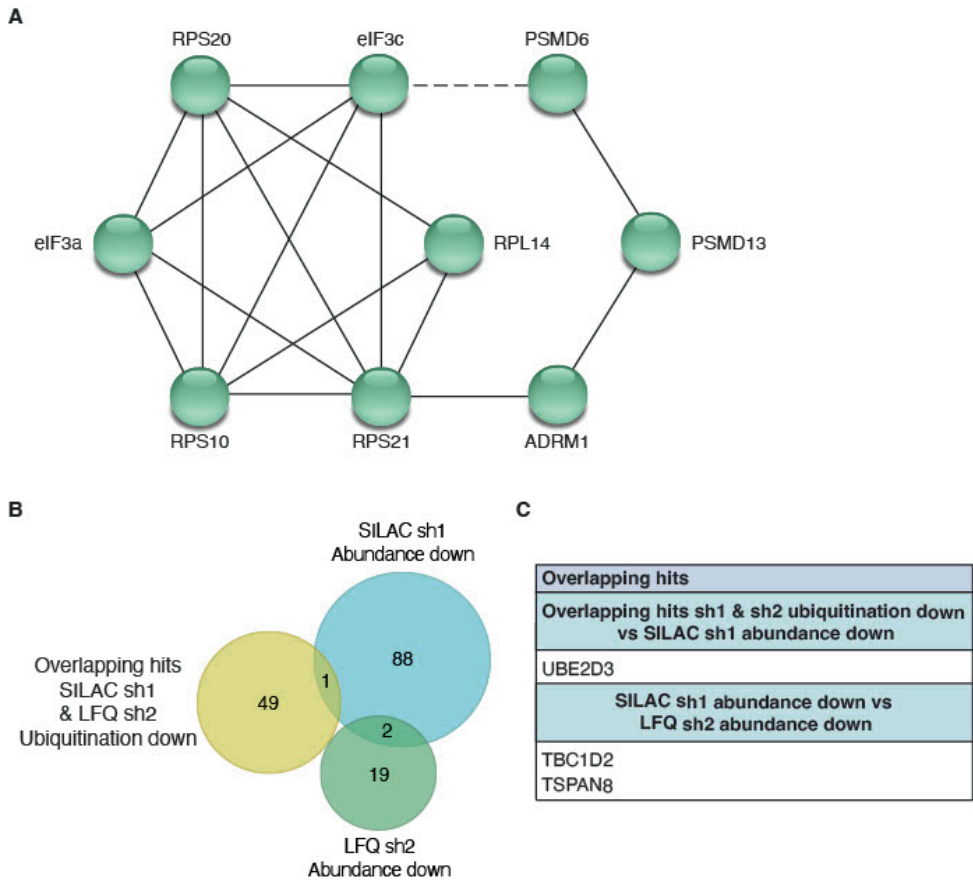 A
RPS20
eIF3c
PSMD6
eIF3a
RPL14
PSMD13
RPS10
RPS21
ADRM1
B
SILAC sh1
Abundance down
88
Overlapping hits
SILAC sh1
& LFQ sh2
Ubiquitination down
49
1
2
19
LFQ sh2
Abundance down
C
Overlapping hits
Overlapping hits sh1 & sh2 ubiquitination down
vs SILAC sh1 abundance down
UBE2D3
SILAC sh1 abundance down vs
LFQ sh2 abundance down
TBC1D2
TSPAN8